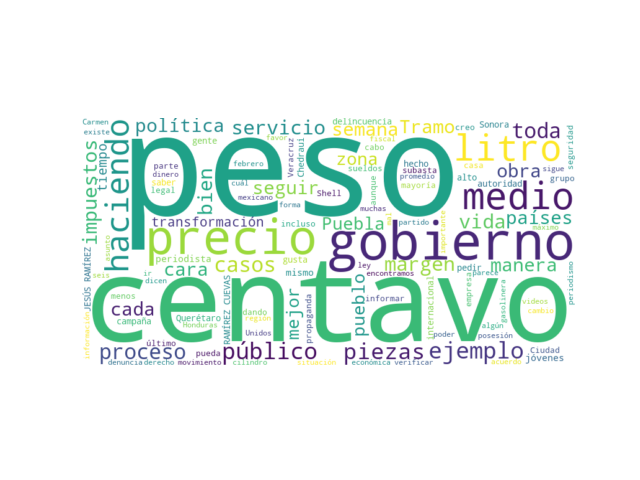 Carmen
existe
política
servicio
delincuencia
semana
Tramo
creo
Sonora
toda
seguridad
fiscal
gente
favor
cabo
casa
tiempo
haciendo
impuestos
peso
litro
parte
dinero
saber
legal
bien
febrero
cuál
mexicano
seguir
Veracruz
Chedraui
zona
sueldos
aunque
hecho
subasta
promedio
mayoría
Shell
alto
obra
autoridad
sigue
grupo
medio
transformación
forma
incluso
muchas
Puebla
partido
importante
vida
países
máximo
precio
gobierno
asunto
periodista
gusta
cara
casos
mismo
ley
encontramos
margen
pedir
parece
manera
seis
ir
dicen
centavo
JESÚS RAMÍREZ
menos
cada
campaña
Querétaro
Honduras
RAMÍREZ CUEVAS
dando
región
Unidos
mejor
propaganda
pueblo
informar
internacional
poder
empresa
algún
gasolinera
posesión
videos
cambio
periodismo
información
último
proceso
pueda
público
piezas
ejemplo
Ciudad
jóvenes
denuncia
derecho
movimiento
cilindro
situación
económica
verificar
acuerdo